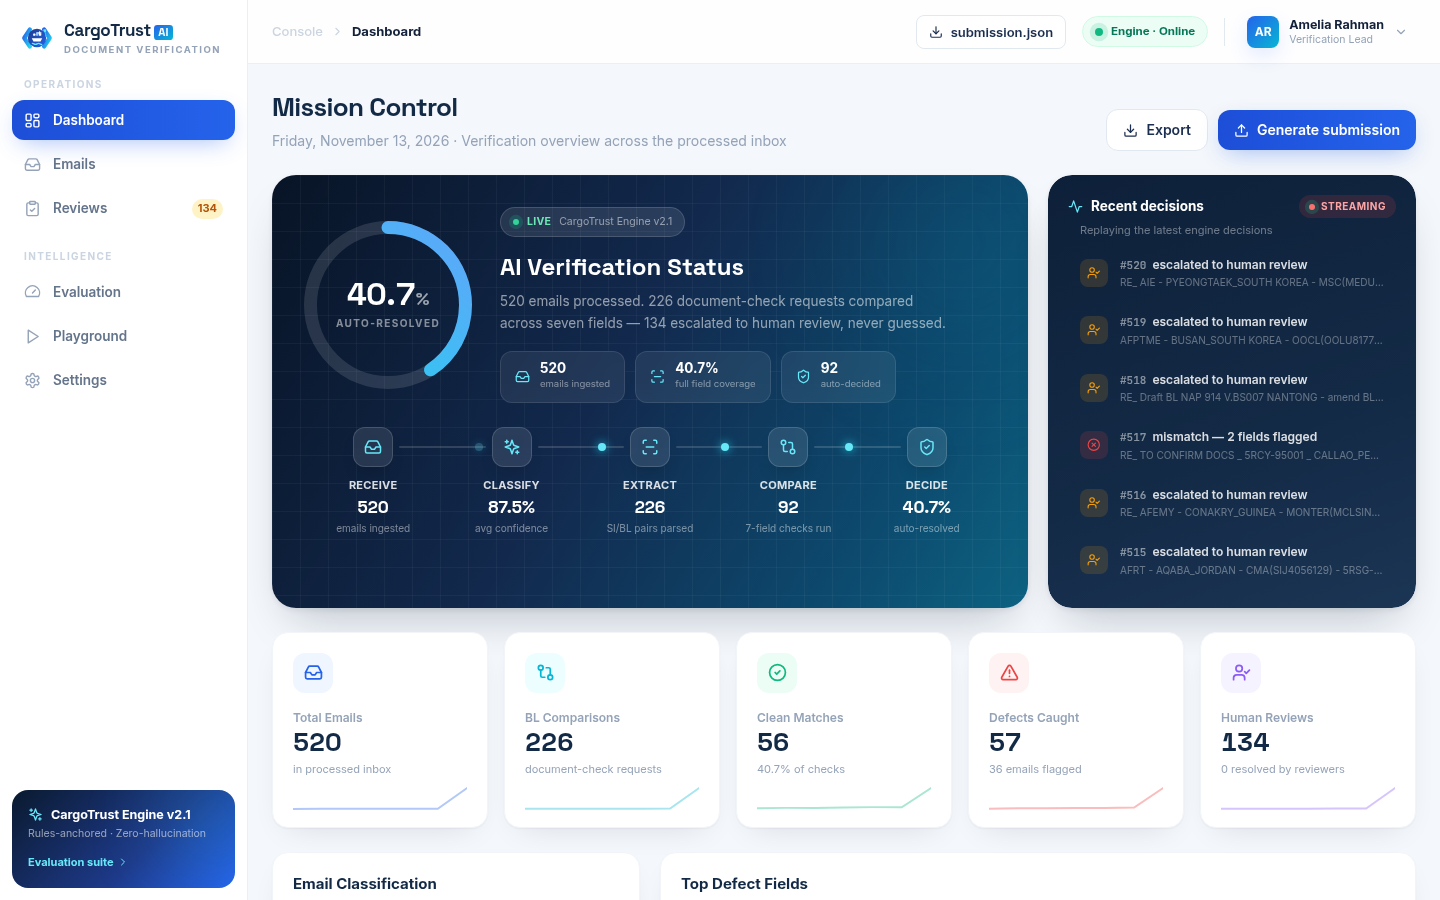 CargoTrust AI
DOCUMENT VERIFICATION
OPERATIONS
Dashboard
Emails
Reviews
134
INTELLIGENCE
Evaluation
Playground
Settings
CargoTrust Engine v2.1
Rules-anchored · Zero-hallucination
Evaluation suite
Console
Dashboard
submission.json
Engine · Online
AR
Amelia Rahman
Verification Lead
Mission Control
Friday, November 13, 2026 · Verification overview across the processed inbox
Export
Generate submission
40.7%
AUTO-RESOLVED
LIVE CargoTrust Engine v2.1
AI Verification Status
520 emails processed. 226 document-check requests compared
across seven fields — 134 escalated to human review, never guessed.
520
emails ingested
40.7%
full field coverage
92
auto-decided
RECEIVE
520
emails ingested
CLASSIFY
87.5%
avg confidence
EXTRACT
226
SI/BL pairs parsed
COMPARE
92
7-field checks run
DECIDE
40.7%
auto-resolved
Recent decisions
STREAMING
Replaying the latest engine decisions
#520 escalated to human review
RE_ AIE - PYEONGTAEK_SOUTH KOREA - MSC(MEDU...
#519 escalated to human review
AFPTME - BUSAN_SOUTH KOREA - OOCL(OOLU8177...
#518 escalated to human review
RE_ Draft BL NAP 914 V.BS007 NANTONG - amend BL...
#517 mismatch — 2 fields flagged
RE_ TO CONFIRM DOCS _ 5RCY-95001 _ CALLAO_PE...
#516 escalated to human review
RE_ AFEMY - CONAKRY_GUINEA - MONTER(MCLSIN...
#515 escalated to human review
AFRT - AQABA_JORDAN - CMA(SIJ4056129) - 5RSG-...
Total Emails
520
in processed inbox
BL Comparisons
226
document-check requests
Clean Matches
56
40.7% of checks
Defects Caught
57
36 emails flagged
Human Reviews
134
0 resolved by reviewers
Email Classification
Top Defect Fields